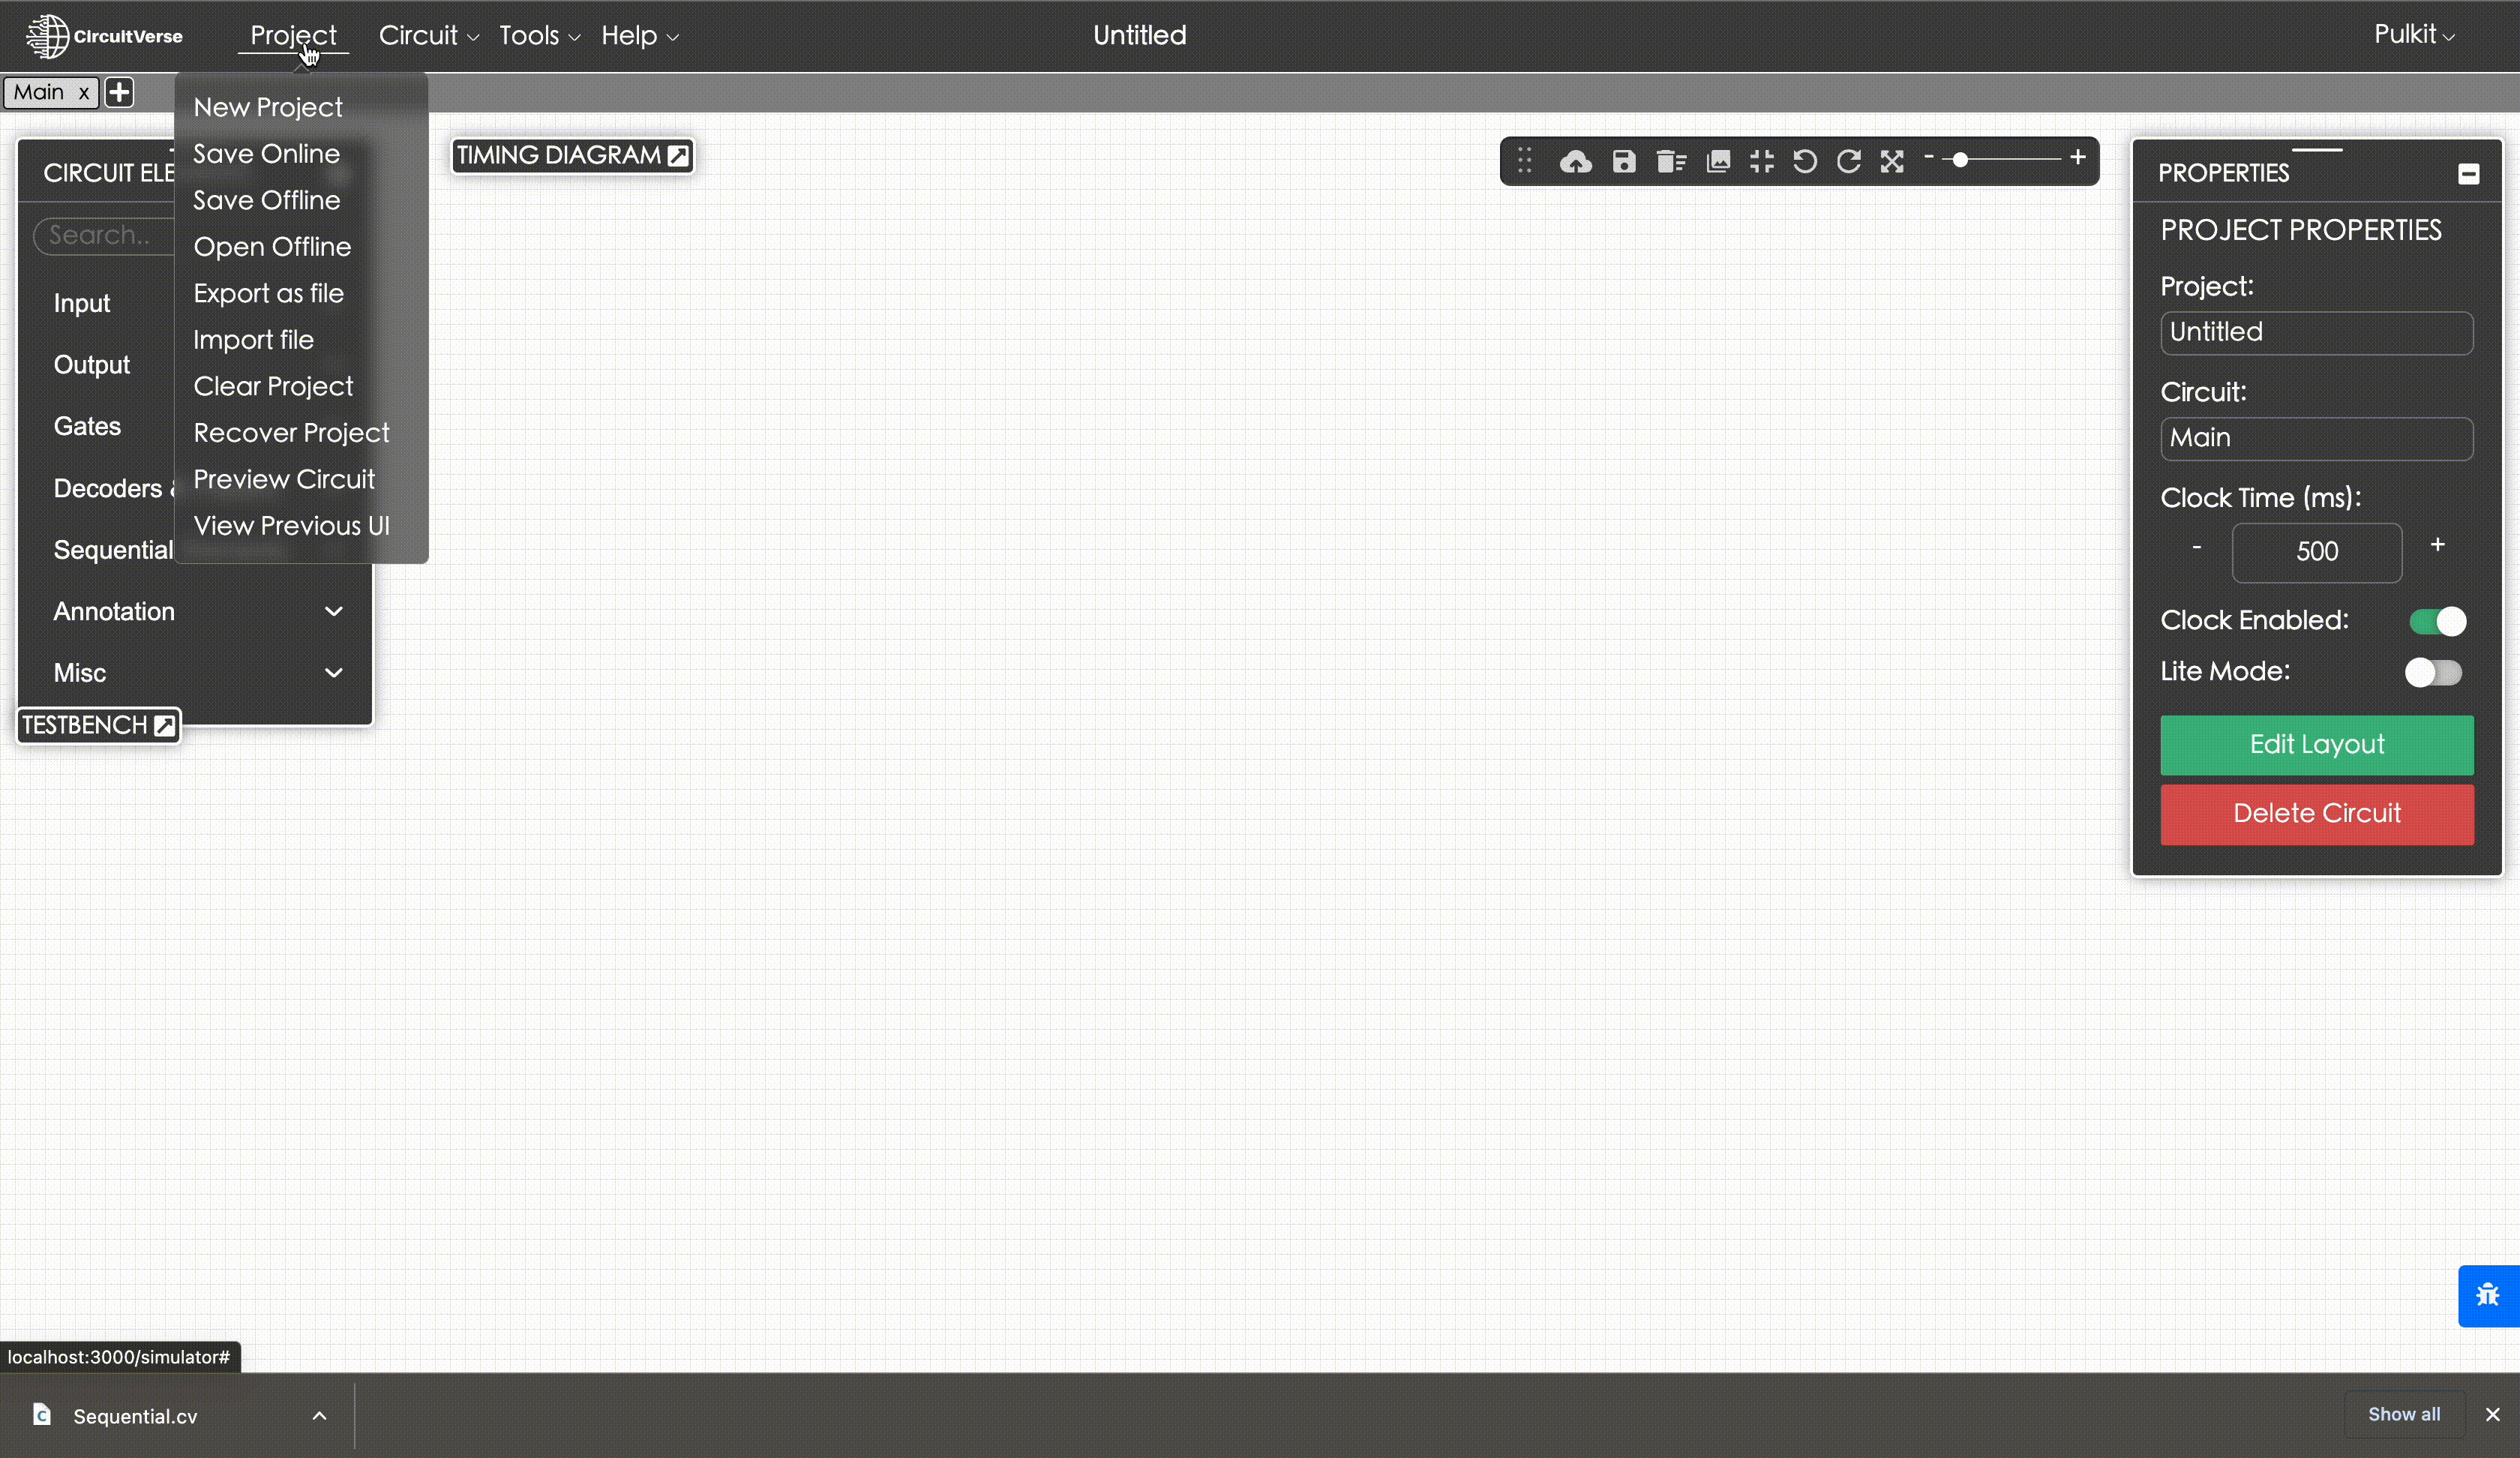 CircuitVerse
Project Circuit Tools Help
Untitled
Pulkit
Main x
New Project
Save Online
Save Offline
Open Offline
Export as file
Import file
Clear Project
Recover Project
Preview Circuit
View Previous UI
CIRCUIT ELE
Search..
Input
Output
Gates
Decoders &
Sequential
Annotation
Misc
TESTBENCH
TIMING DIAGRAM
- +
PROPERTIES
PROJECT PROPERTIES
Project:
Untitled
Circuit:
Main
Clock Time (ms):
- 500 +
Clock Enabled:
Lite Mode:
Edit Layout
Delete Circuit
localhost:3000/simulator#
C Sequential.cv
Show all